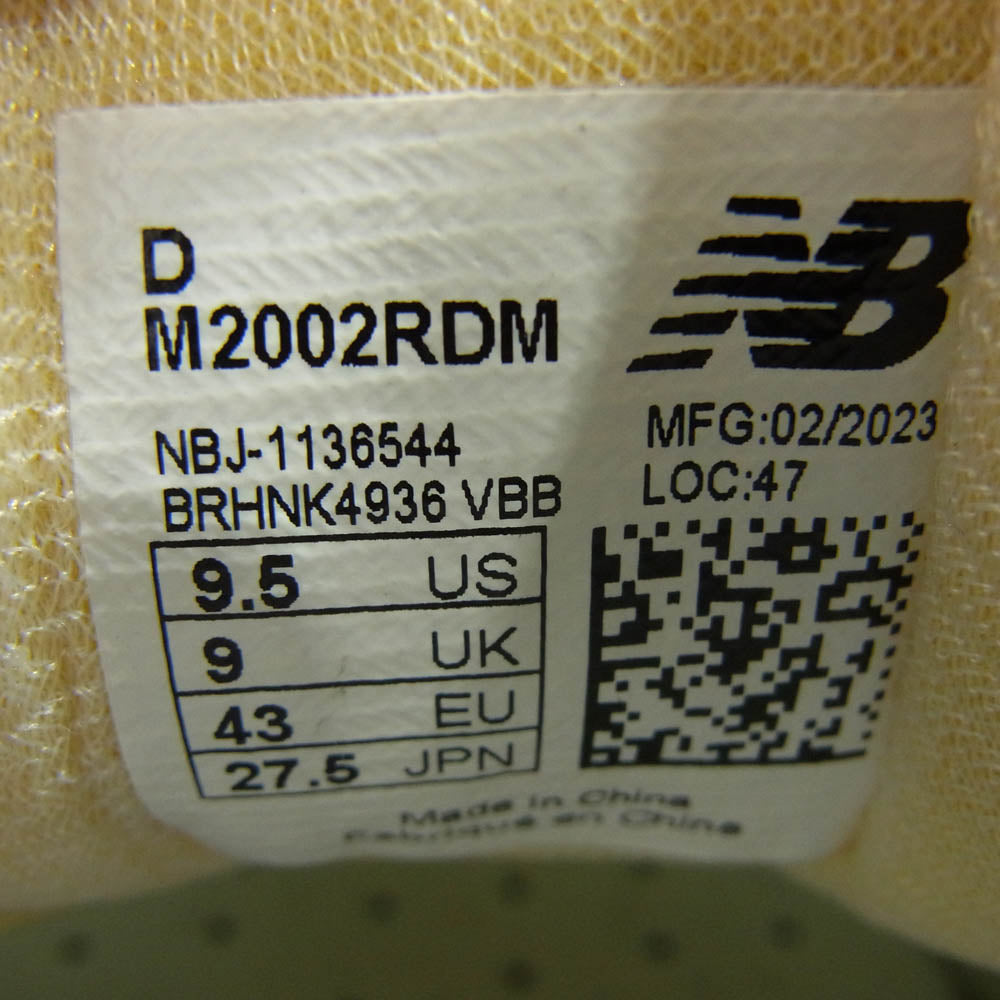 D
M2002RDM
NB
NBJ-1136544
BRHNK4936 VBB
MFG:02/2023
LOC:47
9.5 US
9 UK
43 EU
27.5 JPN
Made in China
Fabriqué en Chine